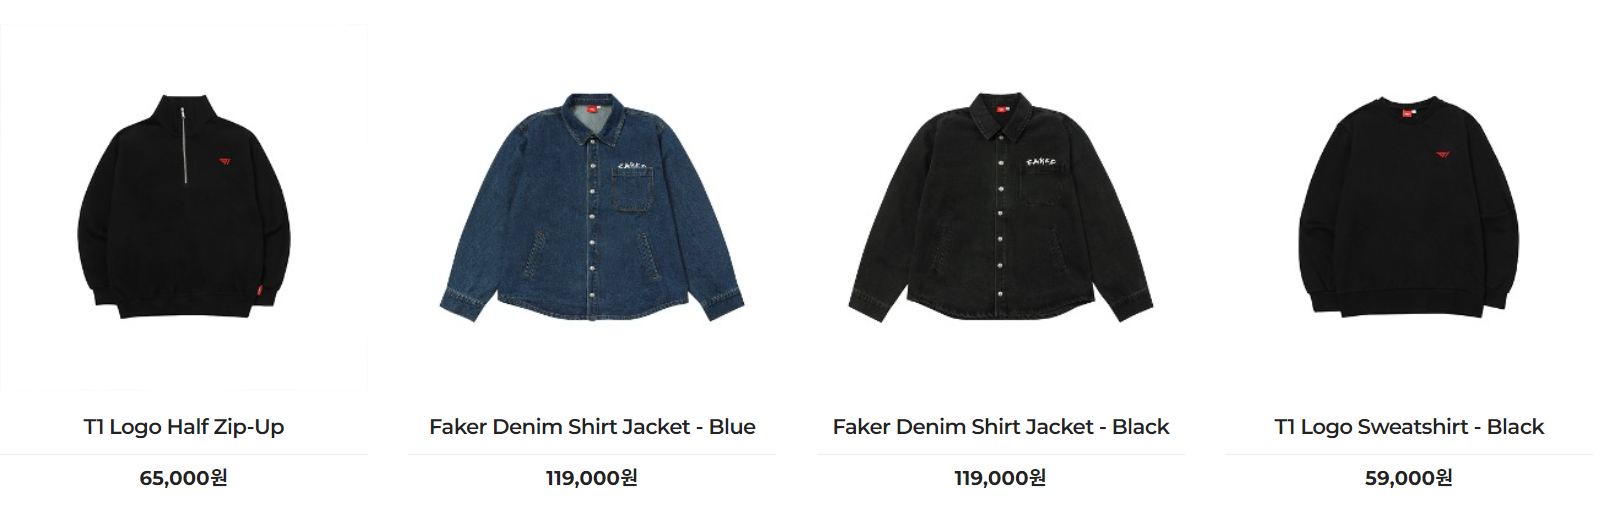 FAKER
FAKER
T1 Logo Half Zip-Up
Faker Denim Shirt Jacket - Blue
Faker Denim Shirt Jacket - Black
T1 Logo Sweatshirt - Black
65,000원
119,000원
119,000원
59,000원